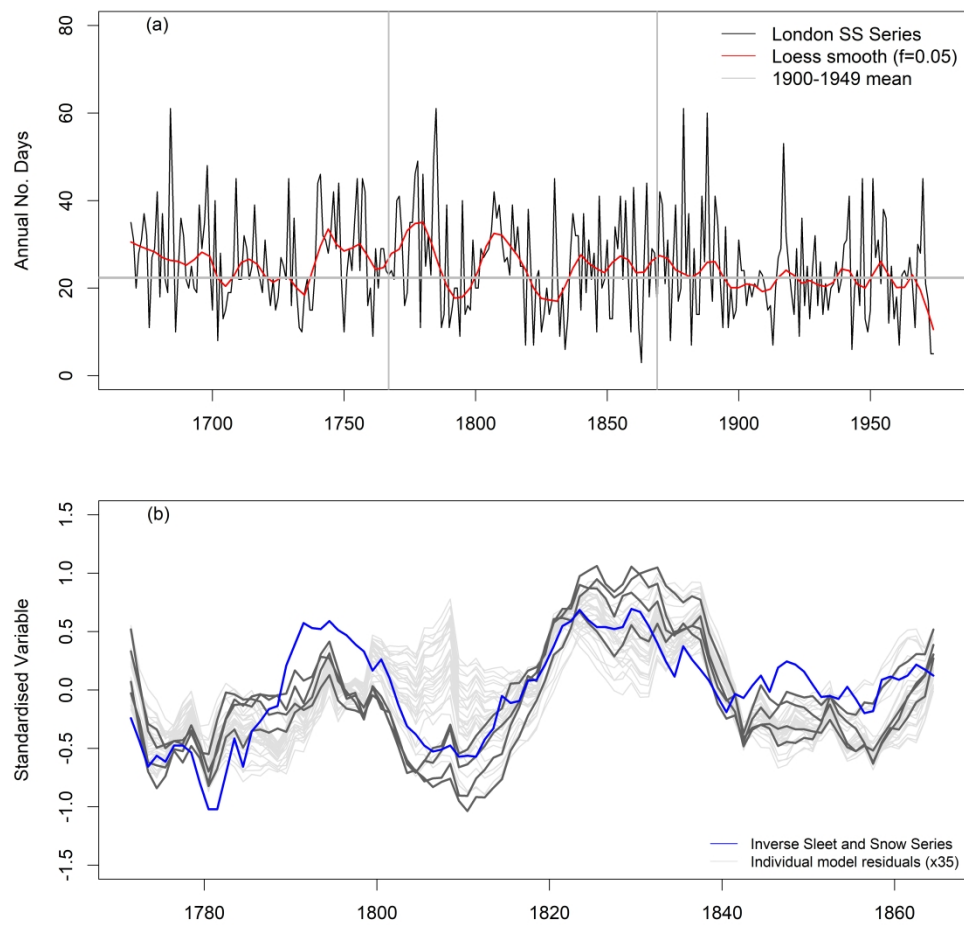 (a)
London SS Series
Loess smooth (f=0.05)
1900-1949 mean
Annual No. Days
80
60
40
20
0
1700 1750 1800 1850 1900 1950
(b)
Standardised Variable
1.5
1.0
0.5
0.0
-0.5
-1.0
-1.5
Inverse Sleet and Snow Series
Individual model residuals (x35)
1780 1800 1820 1840 1860